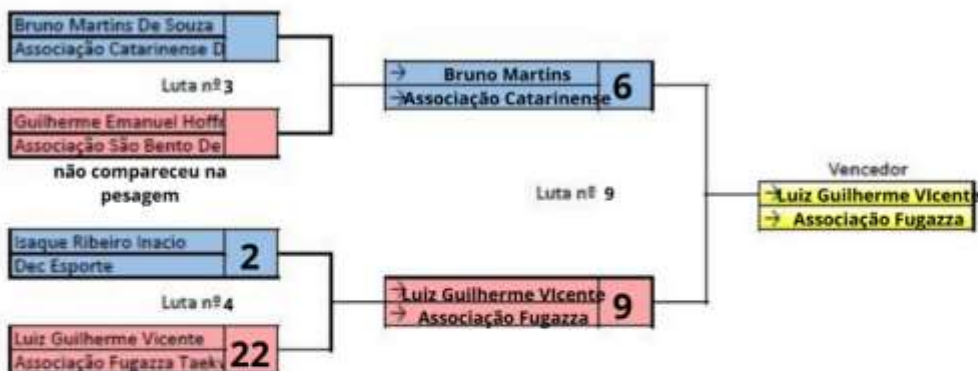 Bruno Martins De Souza
Associação Catarinense D
Luta nº 3
Guilherme Emanuel Hoffm
Associação São Bento De
não compareceu na
pesagem
Isaque Ribeiro Inacio
Dec Esporte
2
Luta nº 4
Luiz Guilherme Vicente
Associação Fugazza Taekw
22
→ Bruno Martins
→ Associação Catarinense
6
Luta nº 9
→ Luiz Guilherme VIcente
→ Associação Fugazza
9
Vencedor
→ Luiz Guilherme VIcente
→ Associação Fugazza